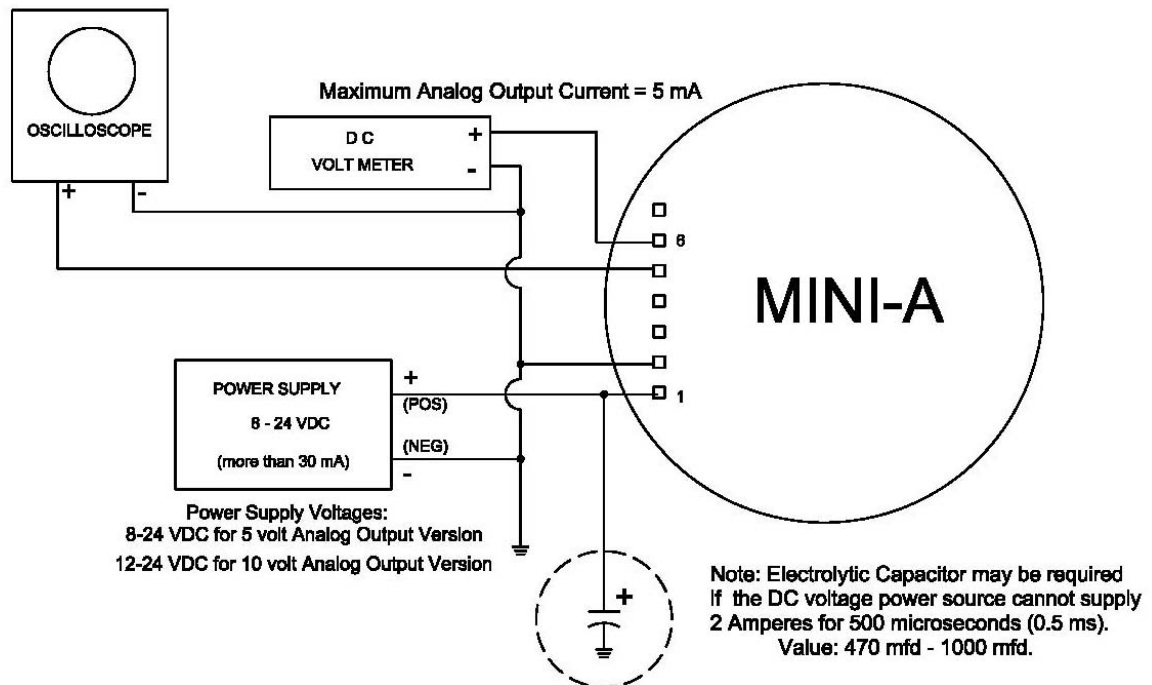 OSCILLOSCOPE
+
-
Maximum Analog Output Current = 5 mA
D C
VOLT METER
+
-
6
MINI-A
1
POWER SUPPLY
8 - 24 VDC
(more than 30 mA)
+
(POS)
(NEG)
-
Power Supply Voltages:
8-24 VDC for 5 volt Analog Output Version
12-24 VDC for 10 volt Analog Output Version
+
Note: Electrolytic Capacitor may be required
If the DC voltage power source cannot supply
2 Amperes for 500 microseconds (0.5 ms).
Value: 470 mfd - 1000 mfd.